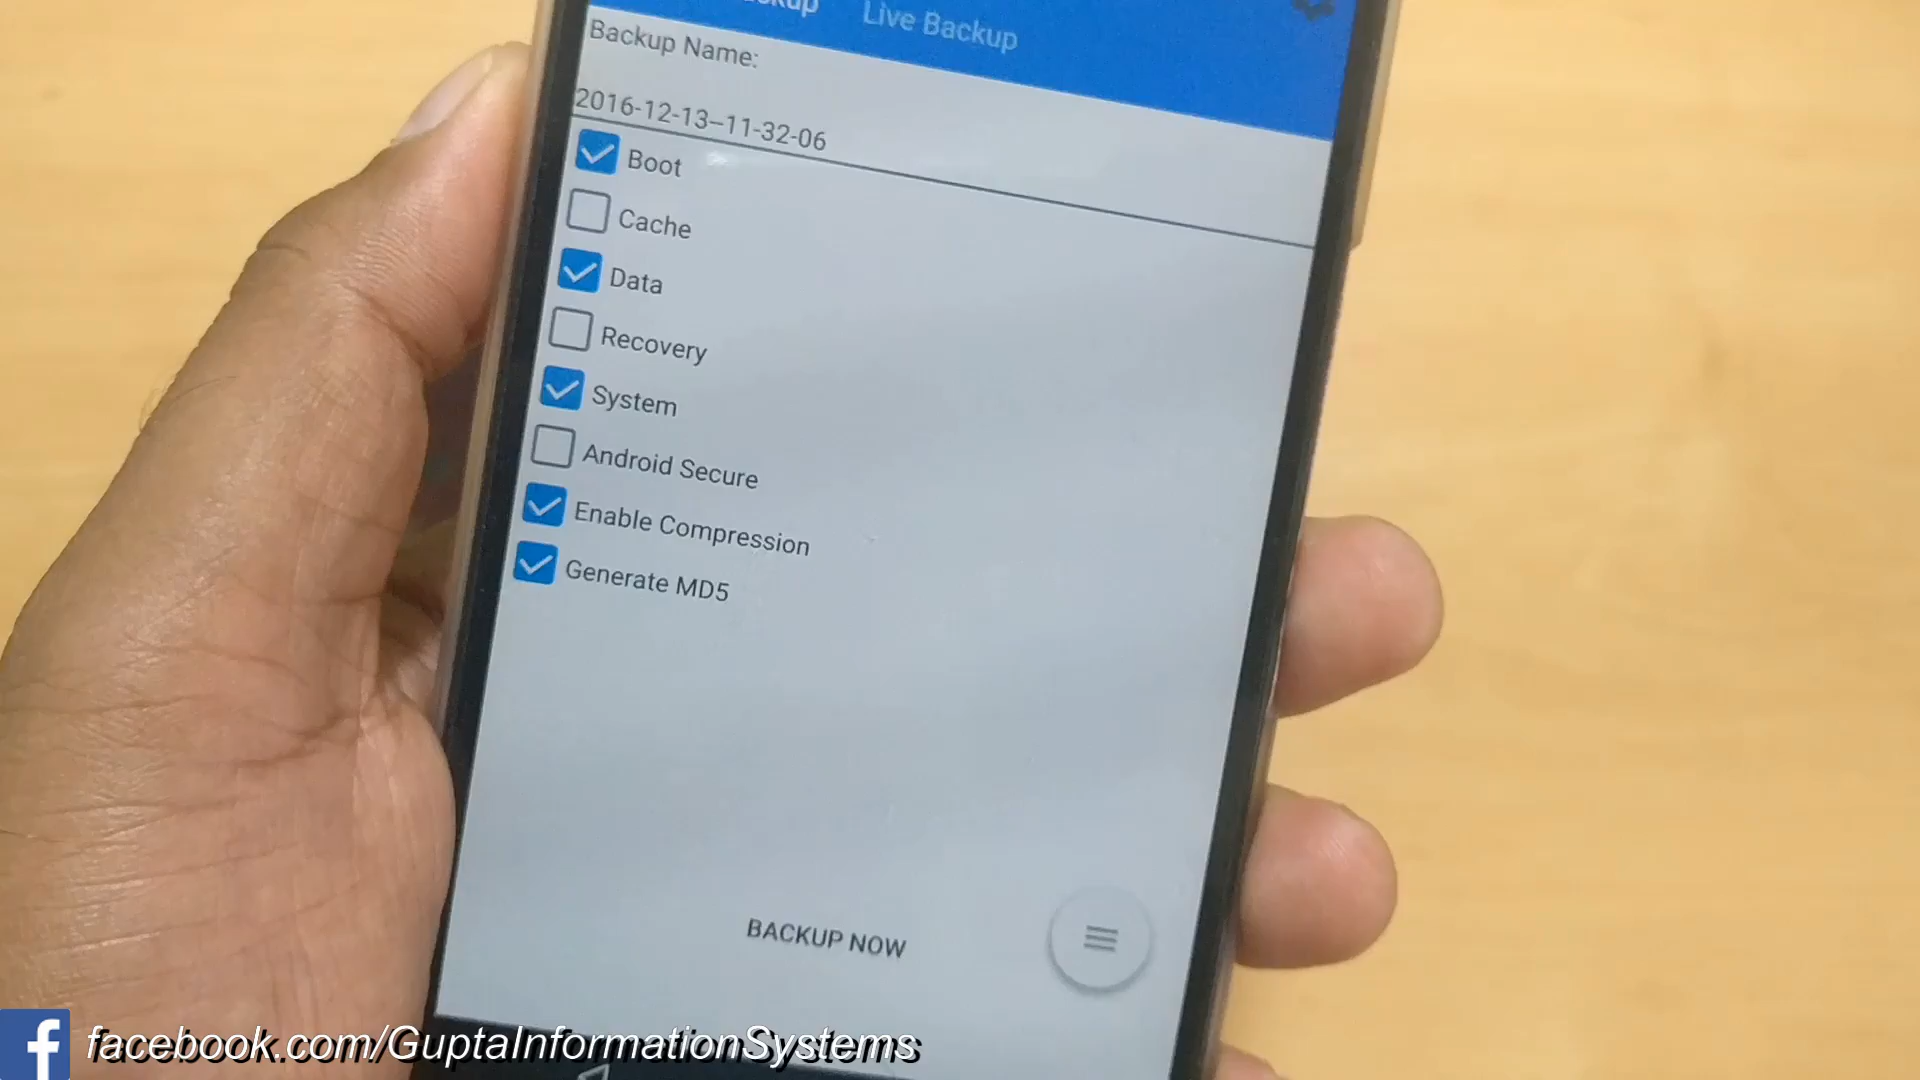 Live Backup
Backup Name:
2016-12-13--11-32-06
Boot
Cache
Data
Recovery
System
Android Secure
Enable Compression
Generate MD5
BACKUP NOW
facebook.com/GuptaInformationSystems